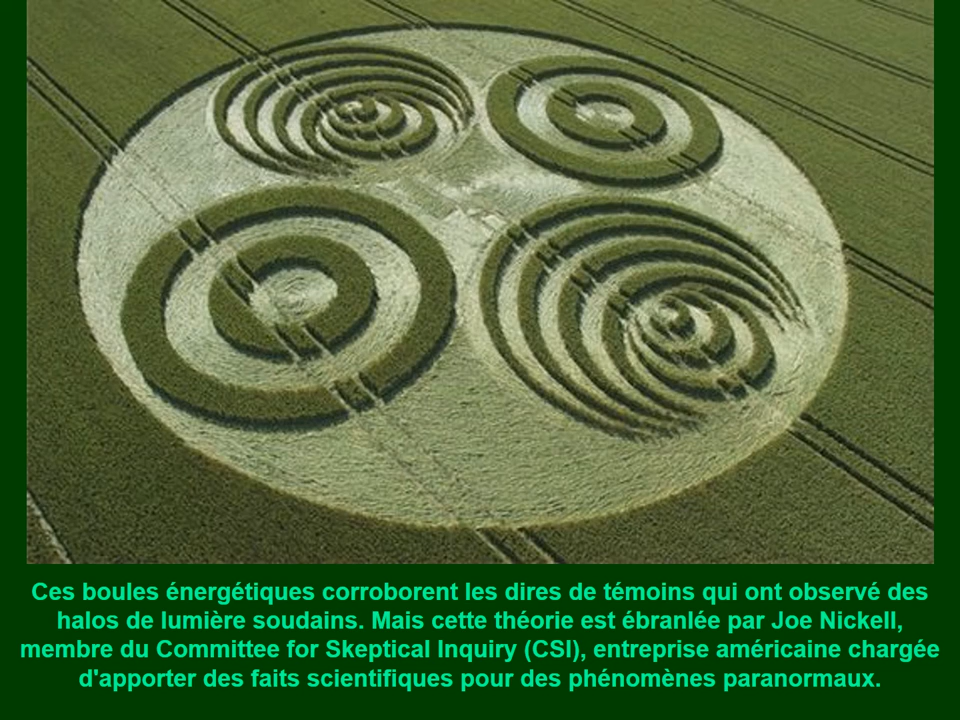 Ces boules énergétiques corroborent les dires de témoins qui ont observé des
halos de lumière soudains. Mais cette théorie est ébranlée par Joe Nickell,
membre du Committee for Skeptical Inquiry (CSI), entreprise américaine chargée
d'apporter des faits scientifiques pour des phénomènes paranormaux.